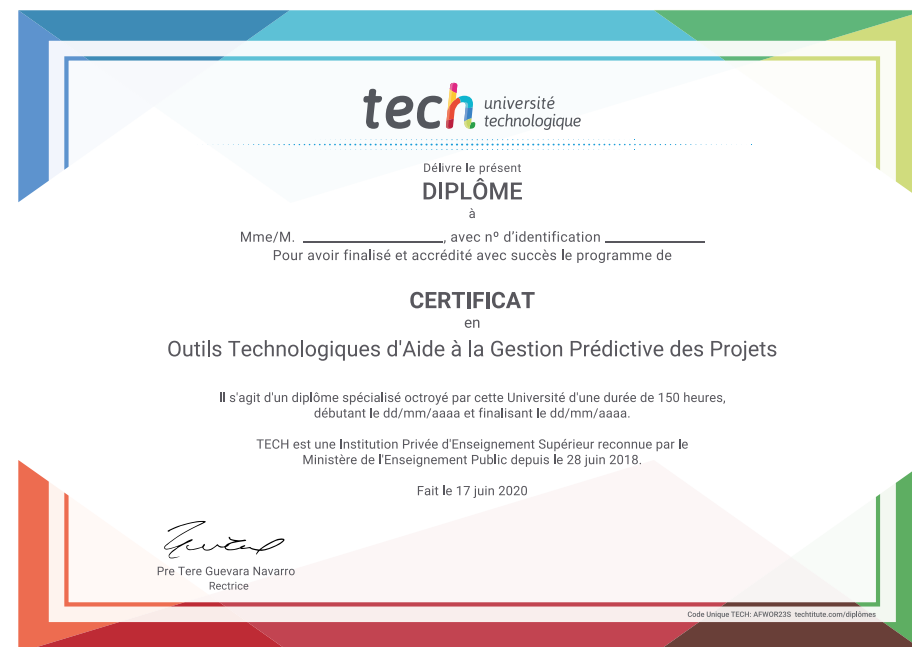 tech université
technologique
Délivre le présent
DIPLÔME
à
Mme/M. ____________________, avec nº d'identification ______________
Pour avoir finalisé et accrédité avec succès le programme de
CERTIFICAT
en
Outils Technologiques d'Aide à la Gestion Prédictive des Projets
Il s'agit d'un diplôme spécialisé octroyé par cette Université d'une durée de 150 heures,
débutant le dd/mm/aaaa et finalisant le dd/mm/aaaa.
TECH est une Institution Privée d'Enseignement Supérieur reconnue par le
Ministère de l'Enseignement Public depuis le 28 juin 2018.
Fait le 17 juin 2020
Pre Tere Guevara Navarro
Rectrice
Code Unique TECH: AFWOR23S techtitute.com/diplômes